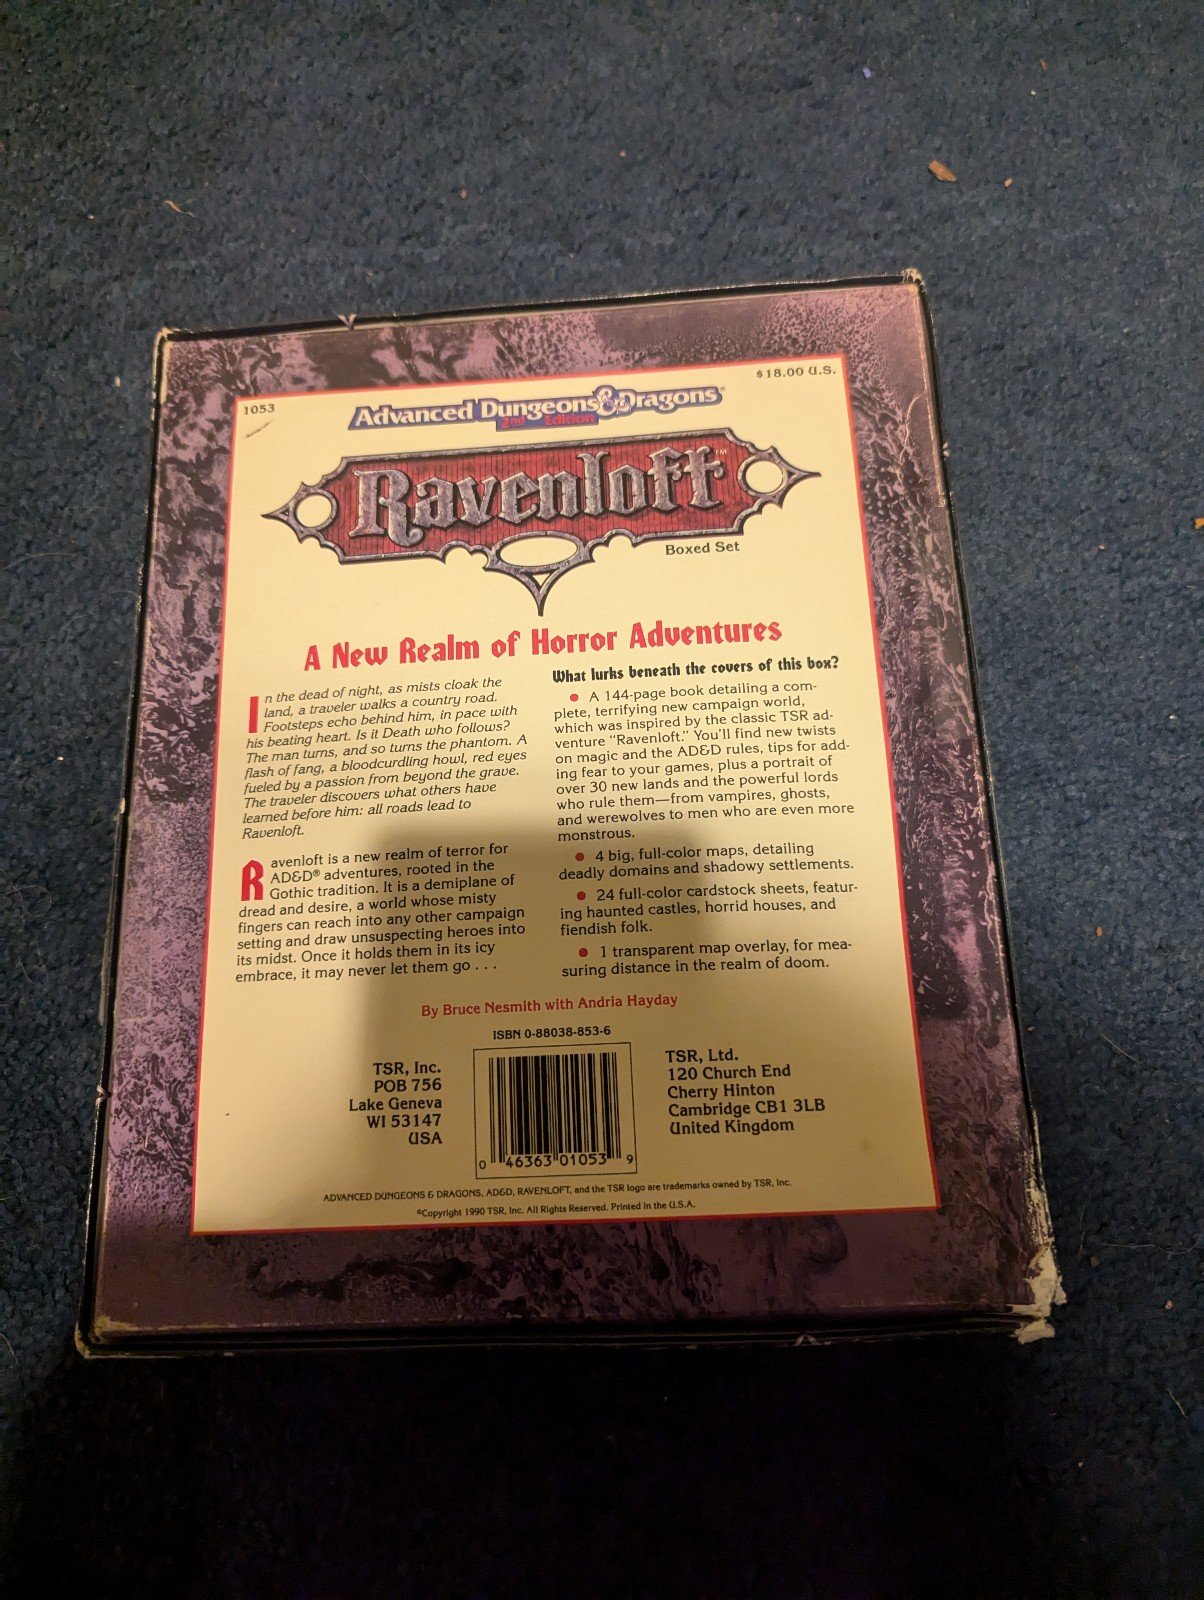 1053
$18.00 U.S.
Advanced Dungeons & Dragons®
2nd Edition
Ravenloft™
Boxed Set
A New Realm of Horror Adventures
In the dead of night, as mists cloak the
land, a traveler walks a country road.
Footsteps echo behind him, in pace with
his beating heart. Is it Death who follows?
The man turns, and so turns the phantom. A
flash of fang, a bloodcurdling howl, red eyes
fueled by a passion from beyond the grave.
The traveler discovers what others have
learned before him: all roads lead to
Ravenloft.
Ravenloft is a new realm of terror for
AD&D® adventures, rooted in the
Gothic tradition. It is a demiplane of
dread and desire, a world whose misty
fingers can reach into any other campaign
setting and draw unsuspecting heroes into
its midst. Once it holds them in its icy
embrace, it may never let them go . . .
What lurks beneath the covers of this box?
• A 144-page book detailing a com-
plete, terrifying new campaign world,
which was inspired by the classic TSR ad-
venture "Ravenloft." You'll find new twists
on magic and the AD&D rules, tips for add-
ing fear to your games, plus a portrait of
over 30 new lands and the powerful lords
who rule them—from vampires, ghosts,
and werewolves to men who are even more
monstrous.
• 4 big, full-color maps, detailing
deadly domains and shadowy settlements.
• 24 full-color cardstock sheets, featur-
ing haunted castles, horrid houses, and
fiendish folk.
• 1 transparent map overlay, for mea-
suring distance in the realm of doom.
By Bruce Nesmith with Andria Hayday
ISBN 0-88038-853-6
TSR, Inc.
POB 756
Lake Geneva
WI 53147
USA
0 46363 01053 9
TSR, Ltd.
120 Church End
Cherry Hinton
Cambridge CB1 3LB
United Kingdom
ADVANCED DUNGEONS & DRAGONS, AD&D, RAVENLOFT, and the TSR logo are trademarks owned by TSR, Inc.
©Copyright 1990 TSR, Inc. All Rights Reserved. Printed in the U.S.A.